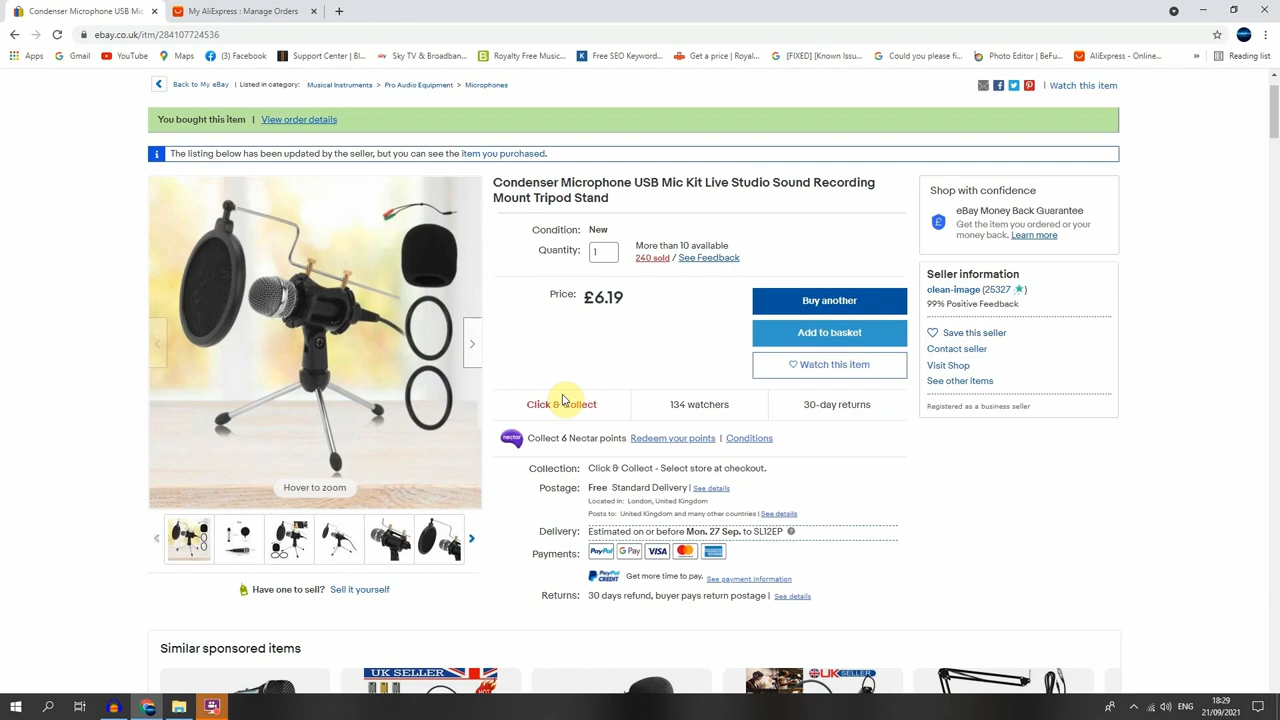 Condenser Microphone USB Mic
My AliExpress : Manage Orders
ebay.co.uk/itm/284107724536
Apps
Gmail
YouTube
Maps
(3) Facebook
Support Center | Bl...
Sky TV & Broadban...
Royalty Free Music...
Free SEO Keyword...
Get a price | Royal...
[FIXED] [Known Issu...
Could you please fi...
Photo Editor | BeFu...
AliExpress - Online...
»
Reading list
Back to My eBay | Listed in category: Musical Instruments > Pro Audio Equipment > Microphones
| Watch this item
You bought this item | View order details
The listing below has been updated by the seller, but you can see the item you purchased.
Hover to zoom
Have one to sell? Sell it yourself
Condenser Microphone USB Mic Kit Live Studio Sound Recording
Mount Tripod Stand
Condition: New
Quantity: 1
More than 10 available
240 sold / See Feedback
Price: £6.19
Buy another
Add to basket
Watch this item
Click & Collect
134 watchers
30-day returns
nectar
Collect 6 Nectar points Redeem your points | Conditions
Collection: Click & Collect - Select store at checkout.
Postage: Free Standard Delivery | See details
Located in: London, United Kingdom
Posts to: United Kingdom and many other countries | See details
Delivery: Estimated on or before Mon. 27 Sep. to SL12EP
Payments: PayPal G Pay VISA
PayPal CREDIT Get more time to pay. See payment information
Returns: 30 days refund, buyer pays return postage | See details
Shop with confidence
eBay Money Back Guarantee
Get the item you ordered or your
money back. Learn more
Seller information
clean-image (25327 )
99% Positive Feedback
Save this seller
Contact seller
Visit Shop
See other items
Registered as a business seller
Similar sponsored items
UK SELLER
HOT
UK SELLER
ENG
18:29
21/09/2021